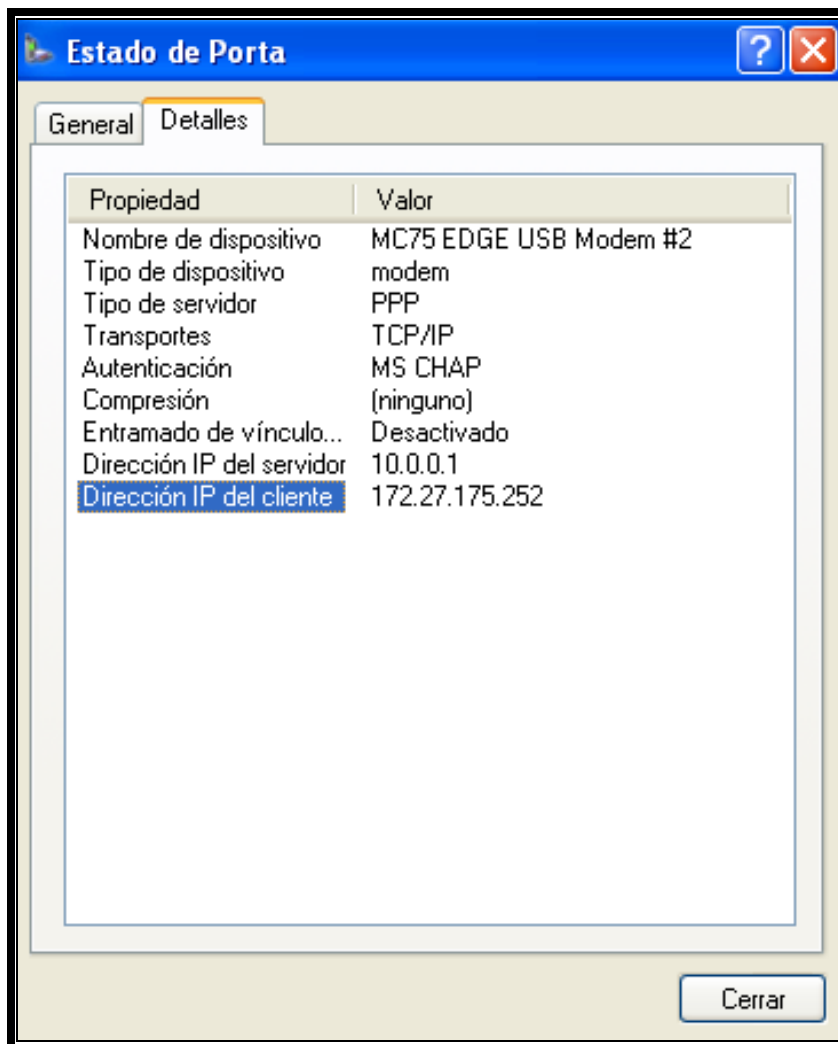 Estado de Porta
?
General Detalles
Propiedad Valor
Nombre de dispositivo MC75 EDGE USB Modem #2
Tipo de dispositivo modem
Tipo de servidor PPP
Transportes TCP/IP
Autenticación MS CHAP
Compresión (ninguno)
Entramado de vínculo... Desactivado
Dirección IP del servidor 10.0.0.1
Dirección IP del cliente 172.27.175.252
Cerrar